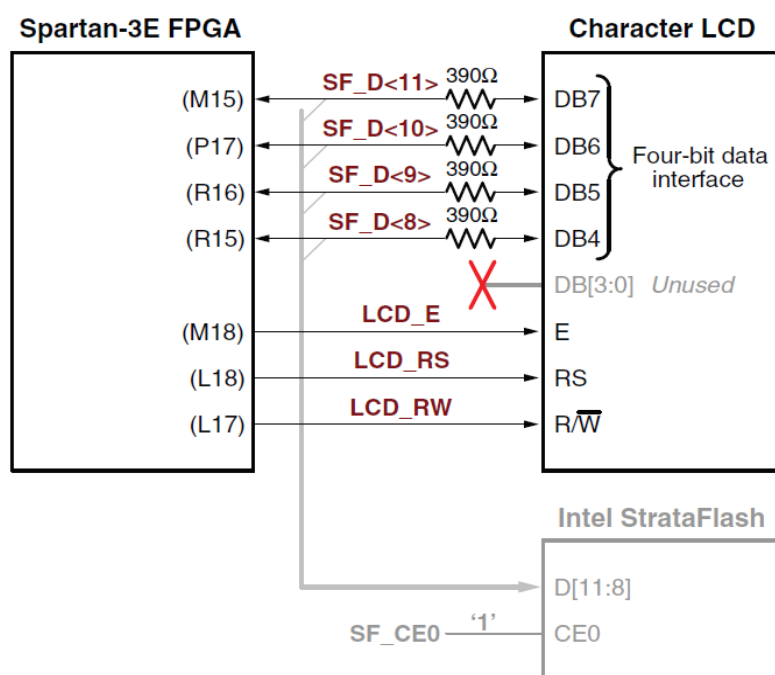 Spartan-3E FPGA
Character LCD
(M15) SF_D<11> 390Ω DB7
(P17) SF_D<10> 390Ω DB6
(R16) SF_D<9> 390Ω DB5
(R15) SF_D<8> 390Ω DB4
Four-bit data
interface
DB[3:0] Unused
(M18) LCD_E E
(L18) LCD_RS RS
(L17) LCD_RW R/W̅
Intel StrataFlash
D[11:8]
SF_CE0 ‘1’ CE0